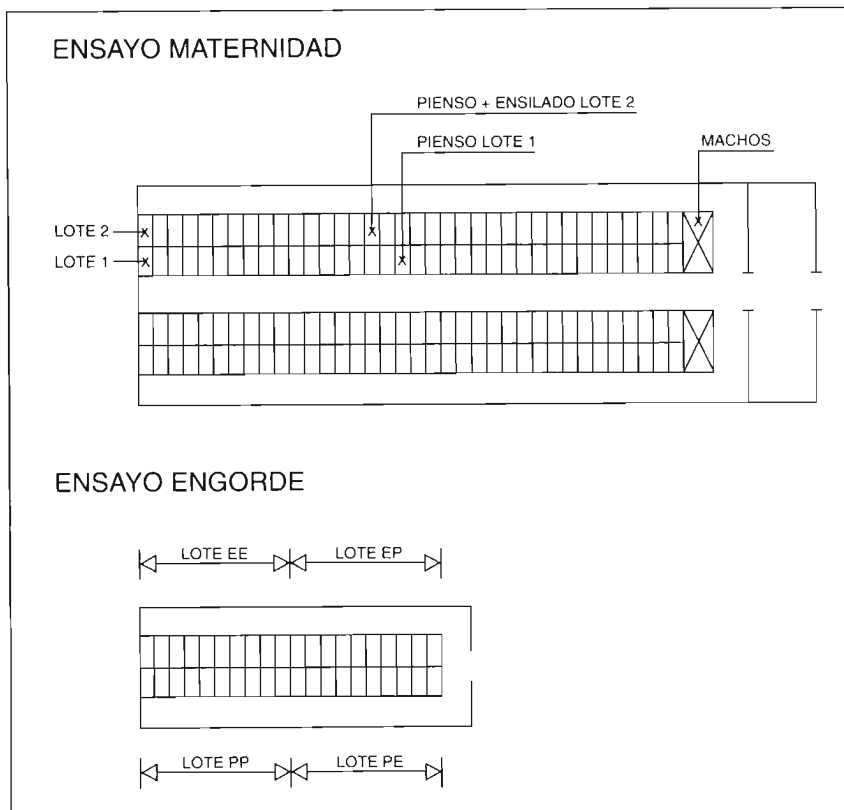 ENSAYO MATERNIDAD
PIENSO + ENSILADO LOTE 2
PIENSO LOTE 1
MACHOS
LOTE 2
LOTE 1
ENSAYO ENGORDE
LOTE EE
LOTE EP
LOTE PP
LOTE PE